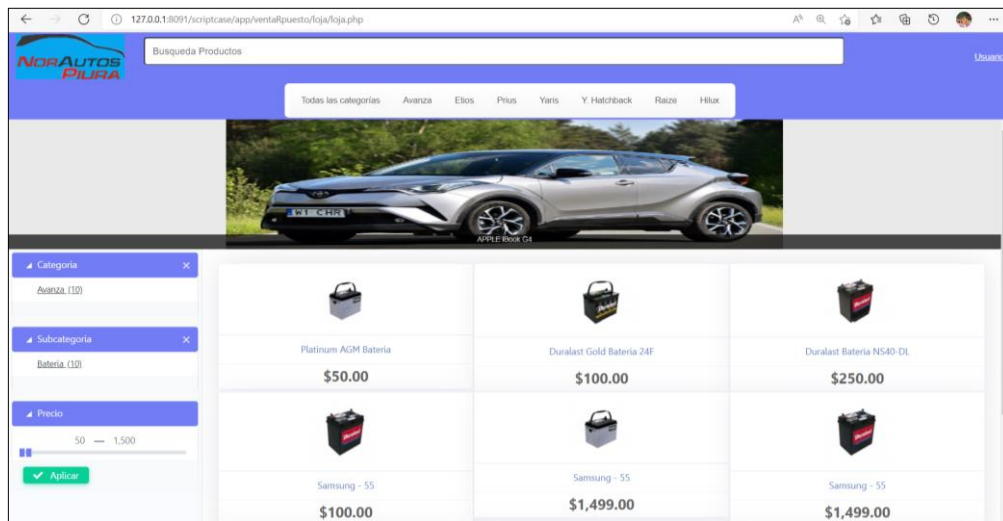 127.0.0.1:8091/scriptcase/app/ventaRpuesto/loja/loja.php
NORAUTOS
PIURA
Busqueda Productos
Usuario
Todas las categorías Avanza Etios Prius Yaris Y. Hatchback Raize Hilux
W1 CHR
APPLE iBook G4
Categoria
Avanza (10)
Subcategoria
Bateria (10)
Precio
50 — 1,500
Aplicar
Platinum AGM Bateria
$50.00
Duralast Gold Bateria 24F
$100.00
Duralast Bateria NS40-DL
$250.00
Samsung - 55
$100.00
Samsung - 55
$1,499.00
Samsung - 55
$1,499.00